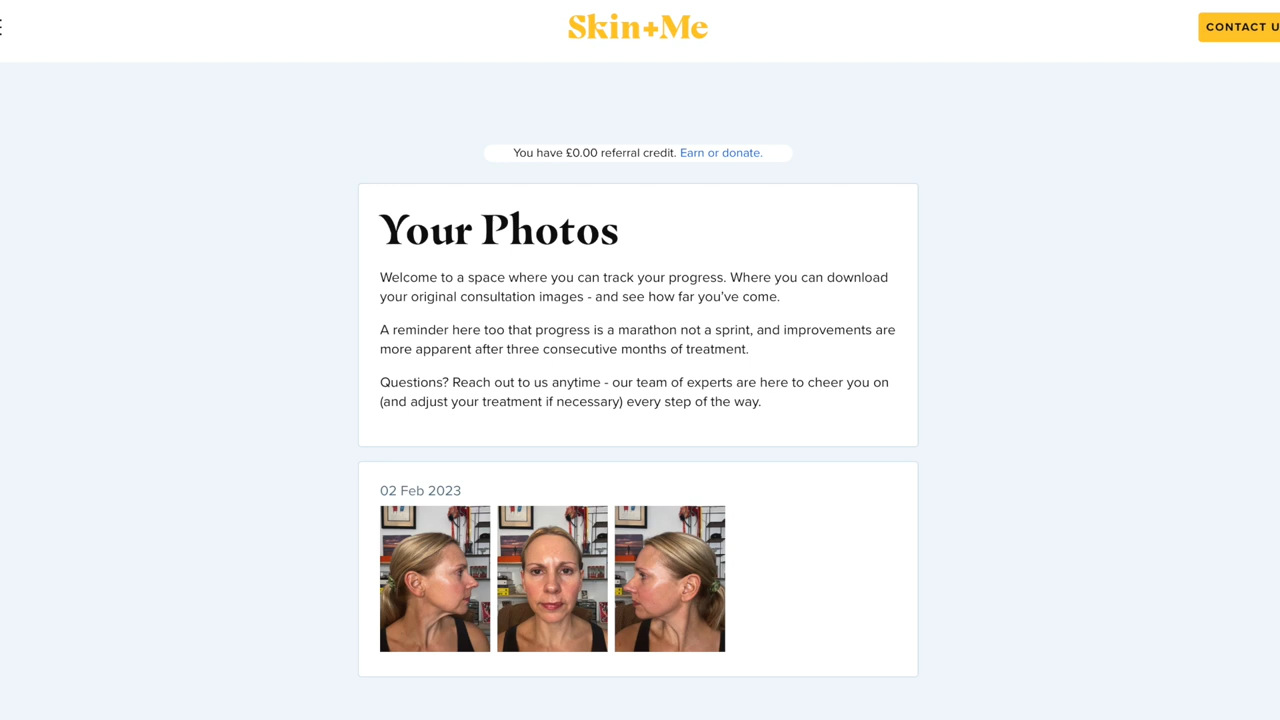 Skin+Me
CONTACT U
You have £0.00 referral credit. Earn or donate.
Your Photos
Welcome to a space where you can track your progress. Where you can download
your original consultation images - and see how far you've come.
A reminder here too that progress is a marathon not a sprint, and improvements are
more apparent after three consecutive months of treatment.
Questions? Reach out to us anytime - our team of experts are here to cheer you on
(and adjust your treatment if necessary) every step of the way.
02 Feb 2023